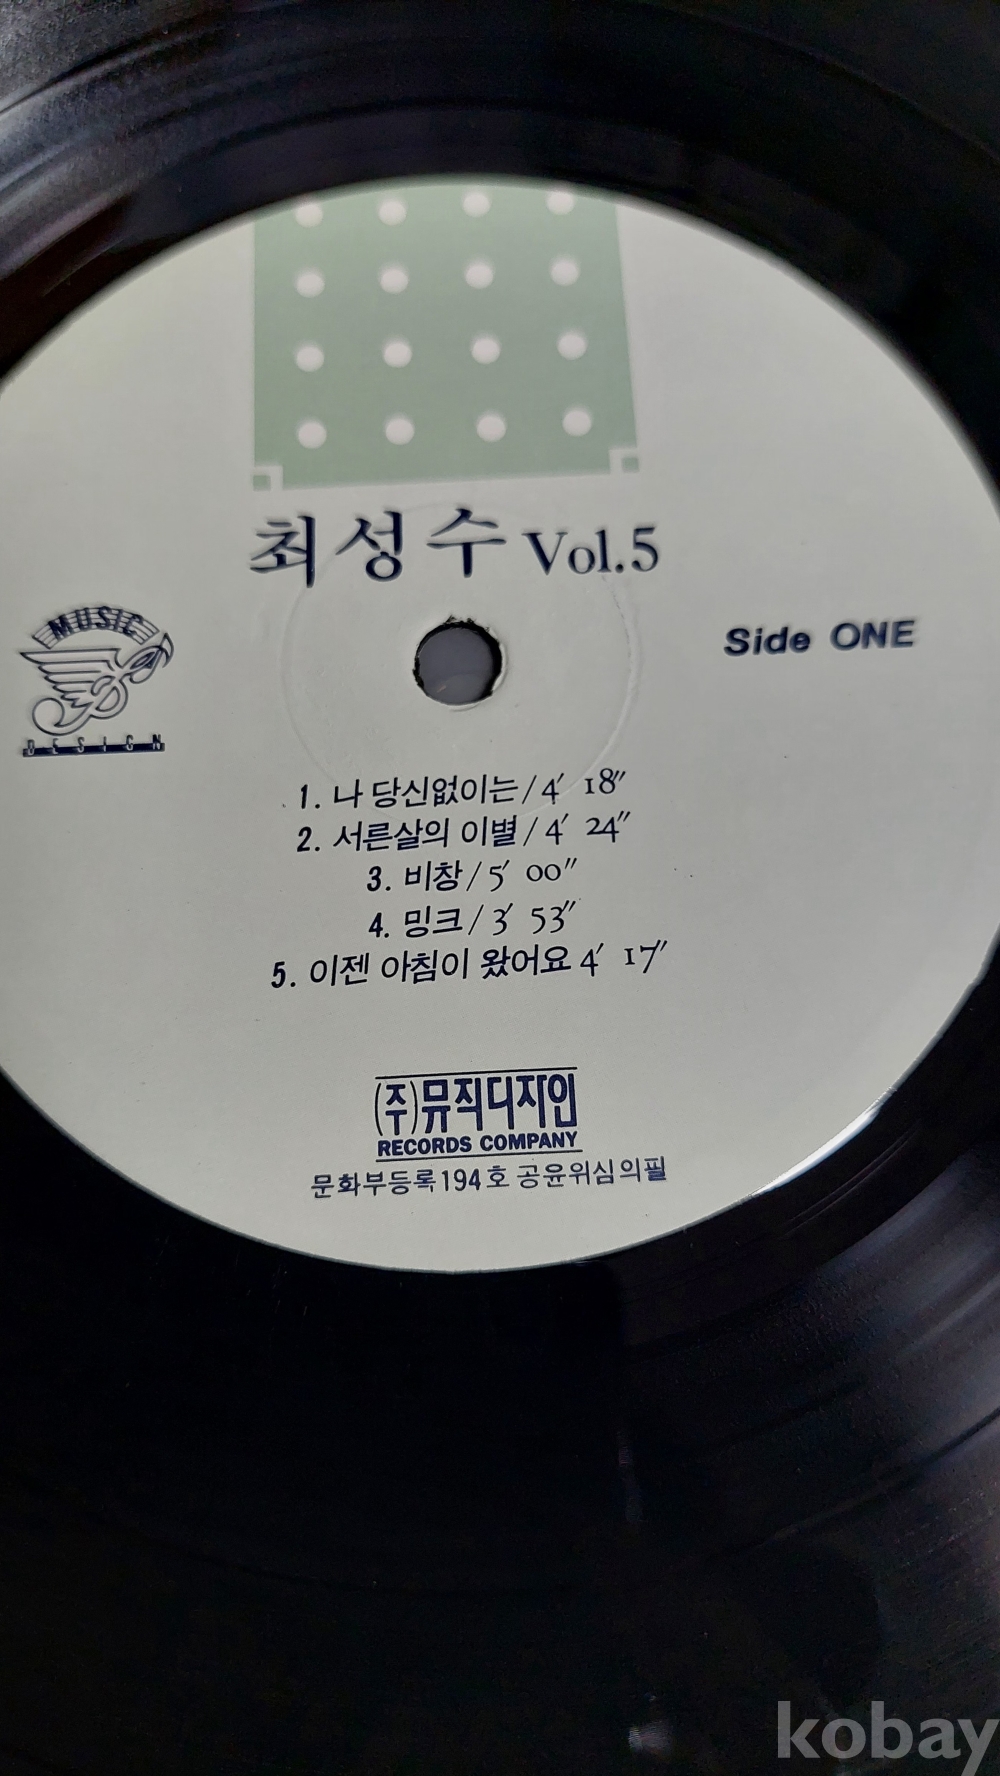 최성수 Vol.5
MUSIC
DESIGN
Side ONE
1. 나 당신없이는/4′ 18″
2. 서른살의 이별/4′ 24″
3. 비창/5′ 00″
4. 밍크/3′ 53″
5. 이젠 아침이 왔어요 4′ 17″
(주)뮤직디자인
RECORDS COMPANY
문화부등록194호 공윤위심의필
kobay